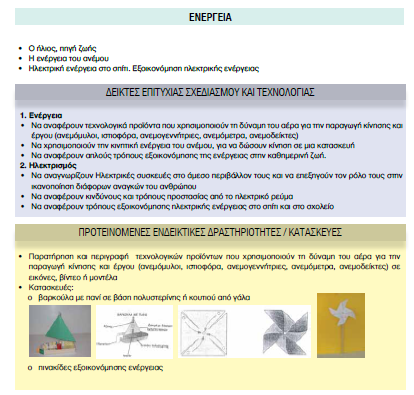 ΕΝΕΡΓΕΙΑ
• Ο ήλιος, πηγή ζωής
• Η ενέργεια του ανέμου
• Ηλεκτρική ενέργεια στο σπίτι. Εξοικονόμηση ηλεκτρικής ενέργειας
ΔΕΙΚΤΕΣ ΕΠΙΤΥΧΙΑΣ ΣΧΕΔΙΑΣΜΟΥ ΚΑΙ ΤΕΧΝΟΛΟΓΙΑΣ
1. Ενέργεια
• Να αναφέρουν τεχνολογικά προϊόντα που χρησιμοποιούν τη δύναμη του αέρα για την παραγωγή κίνησης και
έργου (ανεμόμυλοι, ιστιοφόρα, ανεμογεννήτριες, ανεμόμετρα, ανεμοδείκτες)
• Να χρησιμοποιούν την κινητική ενέργεια του ανέμου, για να δώσουν κίνηση σε μια κατασκευή
• Να αναφέρουν απλούς τρόπους εξοικονόμησης της ενέργειας στην καθημερινή ζωή.
2. Ηλεκτρισμός
• Να αναγνωρίζουν Ηλεκτρικές συσκευές στο άμεσο περιβάλλον τους και να επεξηγούν τον ρόλο τους στην
ικανοποίηση διάφορων αναγκών του ανθρώπου
• Να αναφέρουν κινδύνους και τρόπους προστασίας από το ηλεκτρικό ρεύμα
• Να αναφέρουν τρόπους εξοικονόμησης ηλεκτρικής ενέργειας στο σπίτι και στο σχολείο
ΠΡΟΤΕΙΝΟΜΕΝΕΣ ΕΝΔΕΙΚΤΙΚΕΣ ΔΡΑΣΤΗΡΙΟΤΗΤΕΣ / ΚΑΤΑΣΚΕΥΕΣ
• Παρατήρηση και περιγραφή τεχνολογικών προϊόντων που χρησιμοποιούν τη δύναμη του αέρα για την
παραγωγή κίνησης και έργου (ανεμόμυλοι, ιστιοφόρα, ανεμογεννήτριες, ανεμόμετρα, ανεμοδείκτες) σε
εικόνες, βίντεο ή μοντέλα
• Κατασκευές:
o βαρκούλα με πανί σε βάση πολυστερίνης ή κουτιού από γάλα
o πινακίδες εξοικονόμησης ενέργειας